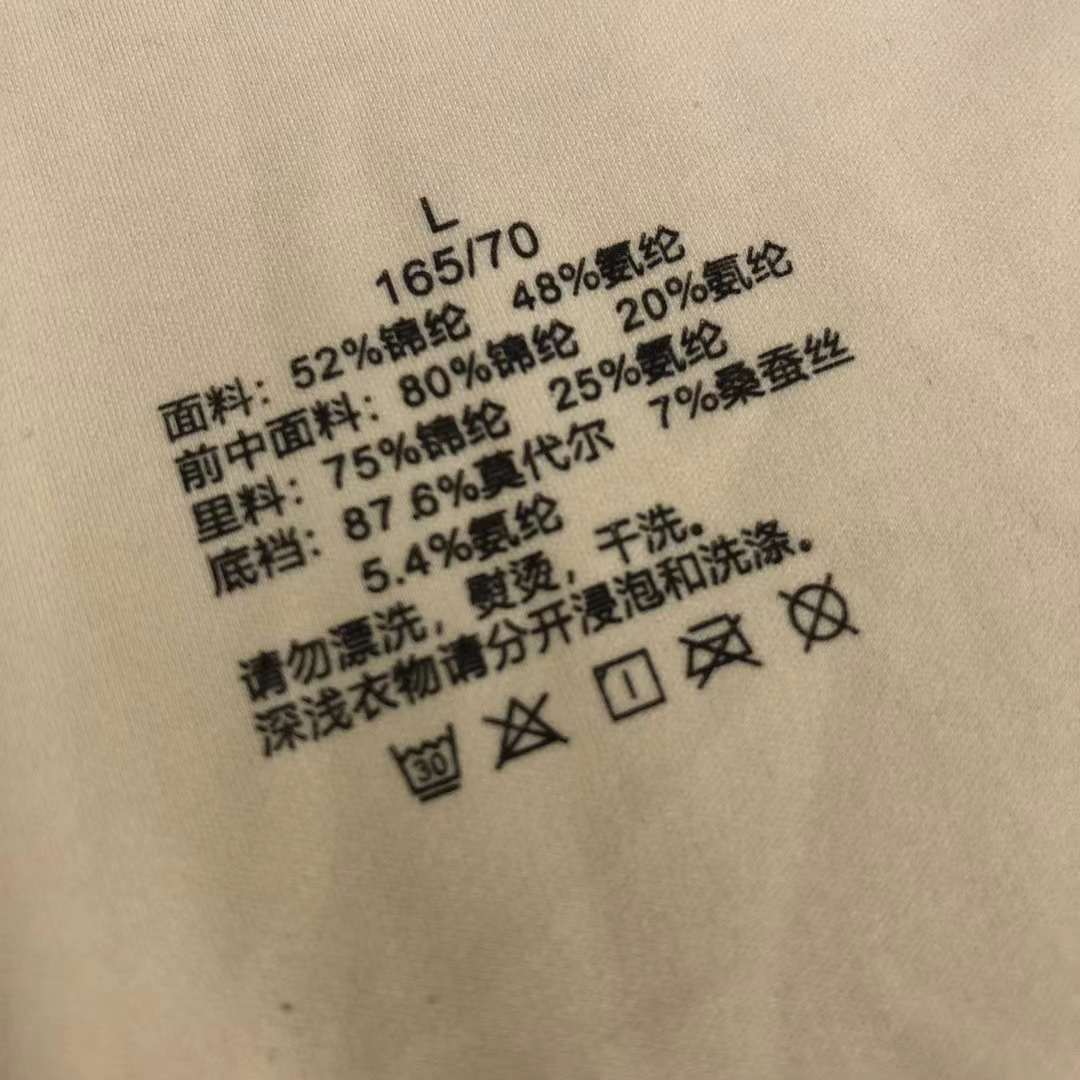 L
165/70
面料：52%锦纶 48%氨纶
前中面料：80%锦纶 20%氨纶
里料：75%锦纶 25%氨纶
底裆：87.6%莫代尔 7%桑蚕丝
5.4%氨纶
请勿漂洗，熨烫，干洗。
深浅衣物请分开浸泡和洗涤。
30